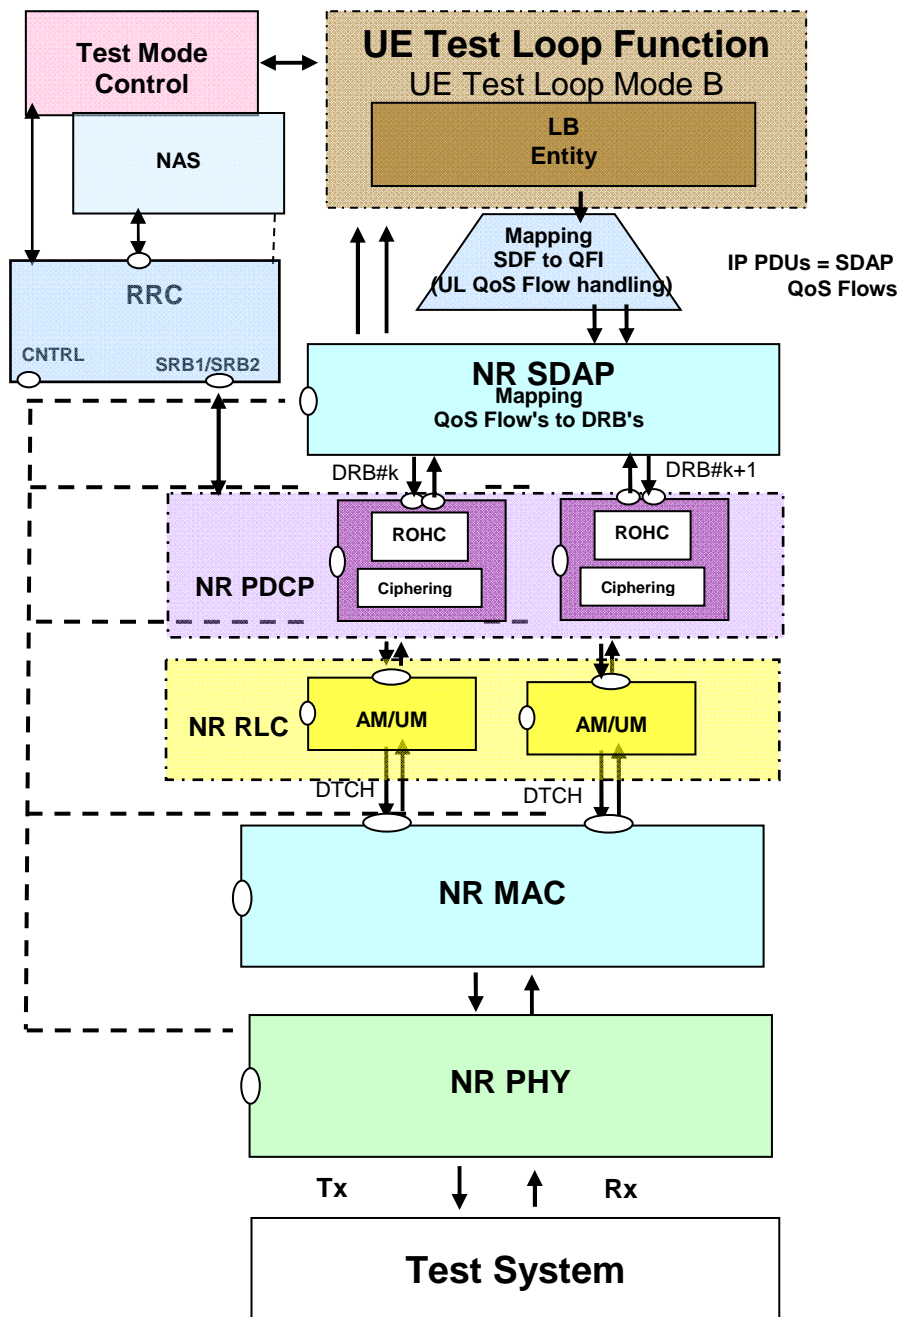 Test Mode
Control
UE Test Loop Function
UE Test Loop Mode B
LB
Entity
NAS
Mapping
SDF to QFI
(UL QoS Flow handling)
IP PDUs = SDAP
QoS Flows
RRC
CNTRL
SRB1/SRB2
NR SDAP
Mapping
QoS Flow's to DRB's
DRB#k
DRB#k+1
ROHC
ROHC
Ciphering
Ciphering
NR PDCP
NR RLC
AM/UM
AM/UM
DTCH
DTCH
NR MAC
NR PHY
Tx
Rx
Test System